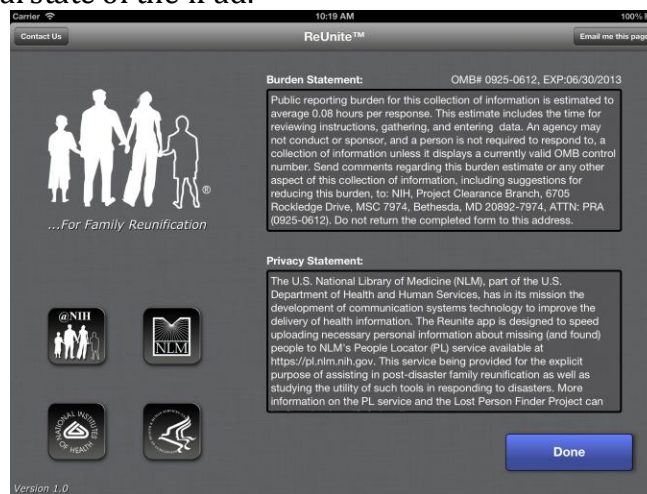 Carrier 10:19 AM 100%
Contact Us ReUnite™ Email me this page
Burden Statement: OMB# 0925-0612, EXP:06/30/2013
Public reporting burden for this collection of information is estimated to
average 0.08 hours per response. This estimate includes the time for
reviewing instructions, gathering, and entering data. An agency may
not conduct or sponsor, and a person is not required to respond to, a
collection of information unless it displays a currently valid OMB control
number. Send comments regarding this burden estimate or any other
aspect of this collection of information, including suggestions for
reducing this burden, to: NIH, Project Clearance Branch, 6705
Rockledge Drive, MSC 7974, Bethesda, MD 20892-7974, ATTN: PRA
(0925-0612). Do not return the completed form to this address.
®
...For Family Reunification
Privacy Statement:
The U.S. National Library of Medicine (NLM), part of the U.S.
Department of Health and Human Services, has in its mission the
development of communication systems technology to improve the
delivery of health information. The Reunite app is designed to speed
uploading necessary personal information about missing (and found)
people to NLM's People Locator (PL) service available at
https://pl.nlm.nih.gov. This service being provided for the explicit
purpose of assisting in post-disaster family reunification as well as
studying the utility of such tools in responding to disasters. More
information on the PL service and the Lost Person Finder Project can
@NIH
NLM
NATIONAL INSTITUTES
OF HEALTH
Done
Version 1.0